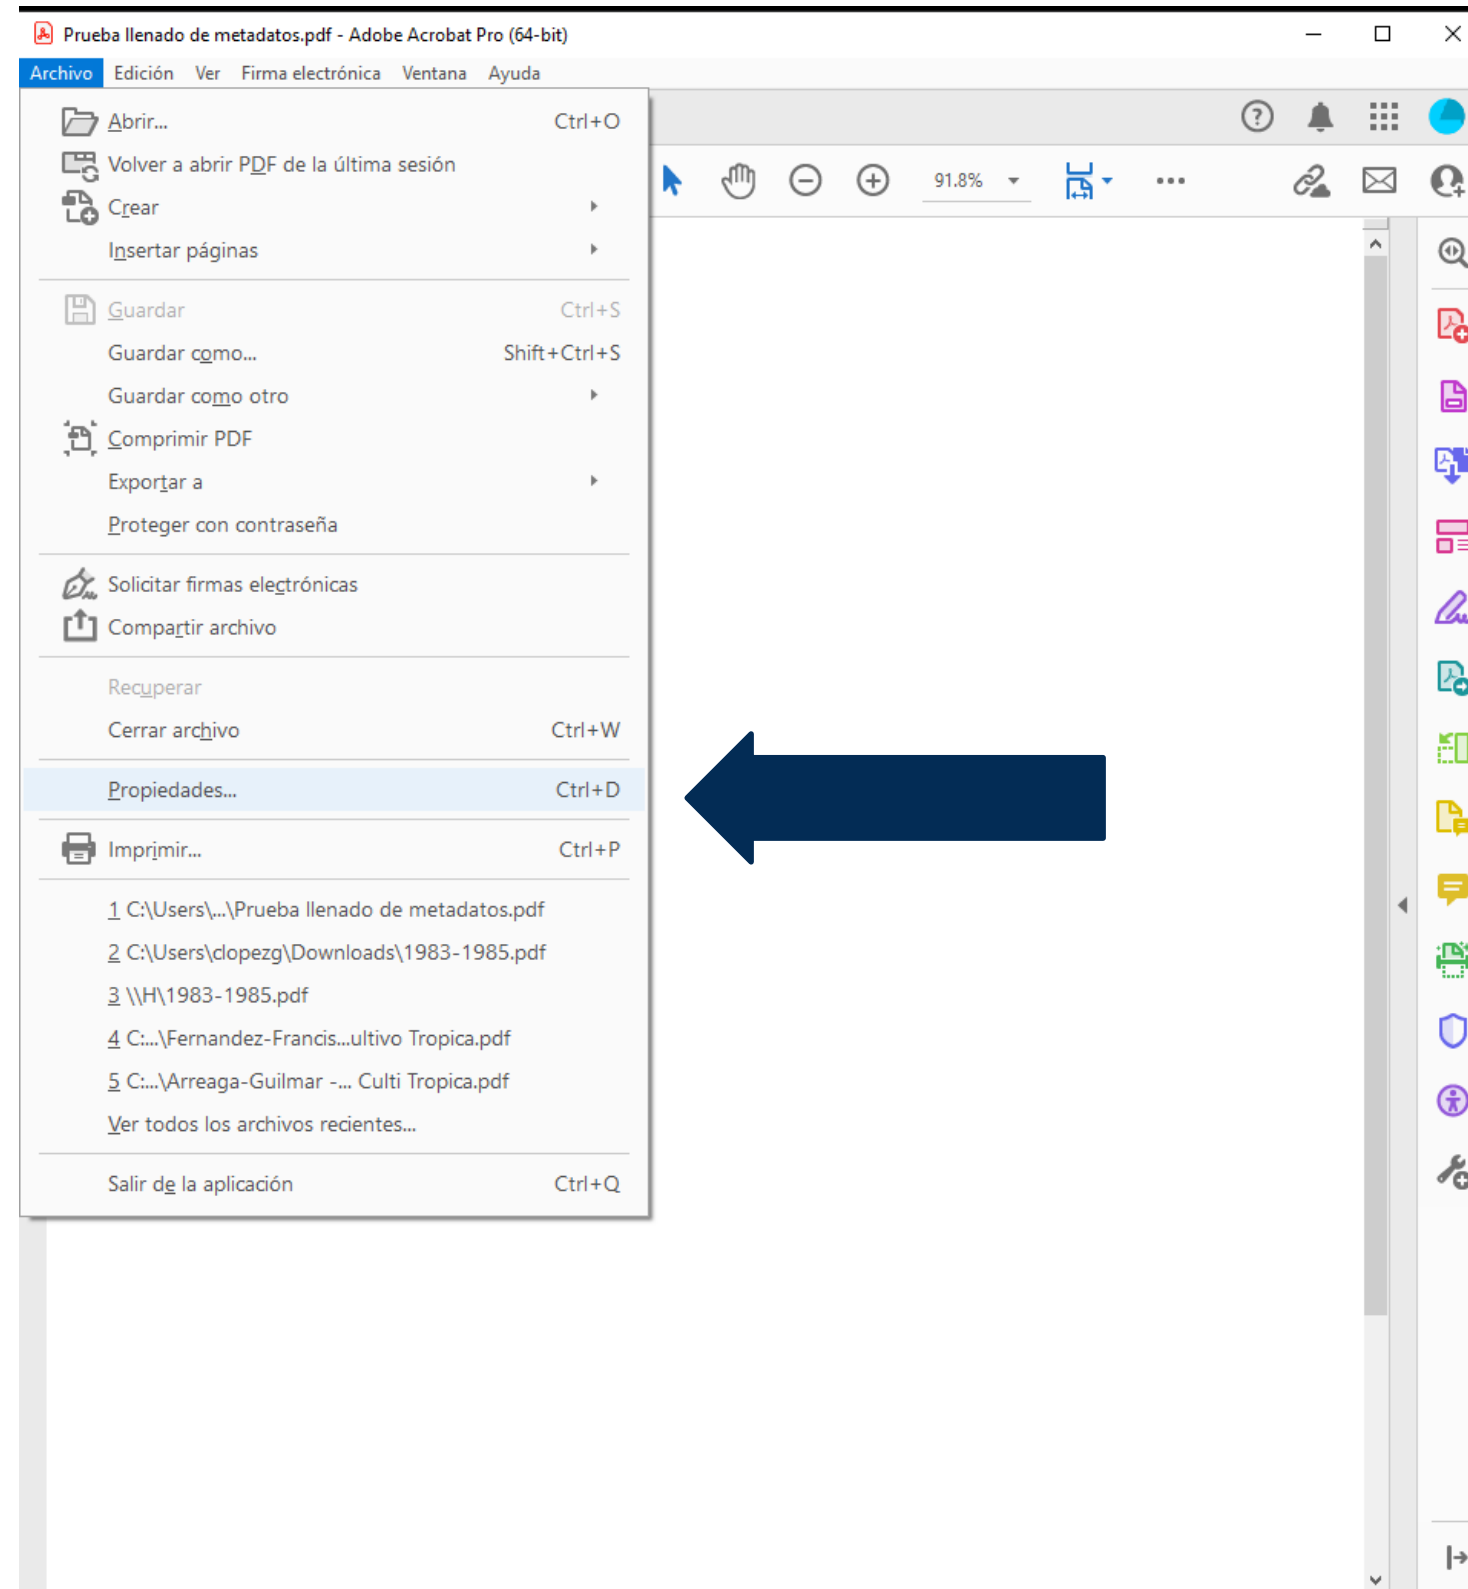 Prueba llenado de metadatos.pdf - Adobe Acrobat Pro (64-bit)
Archivo Edición Ver Firma electrónica Ventana Ayuda
Abrir... Ctrl+O
Volver a abrir PDF de la última sesión
91.8%
Crear
Insertar páginas
Guardar Ctrl+S
Guardar como... Shift+Ctrl+S
Guardar como otro
Comprimir PDF
Exportar a
Proteger con contraseña
Solicitar firmas electrónicas
Compartir archivo
Recuperar
Cerrar archivo Ctrl+W
Propiedades... Ctrl+D
Imprimir... Ctrl+P
1 C:\Users\...\Prueba llenado de metadatos.pdf
2 C:\Users\clopezg\Downloads\1983-1985.pdf
3 \\H\1983-1985.pdf
4 C:...\Fernandez-Francis...ultivo Tropica.pdf
5 C:...\Arreaga-Guilmar -... Culti Tropica.pdf
Ver todos los archivos recientes...
Salir de la aplicación Ctrl+Q